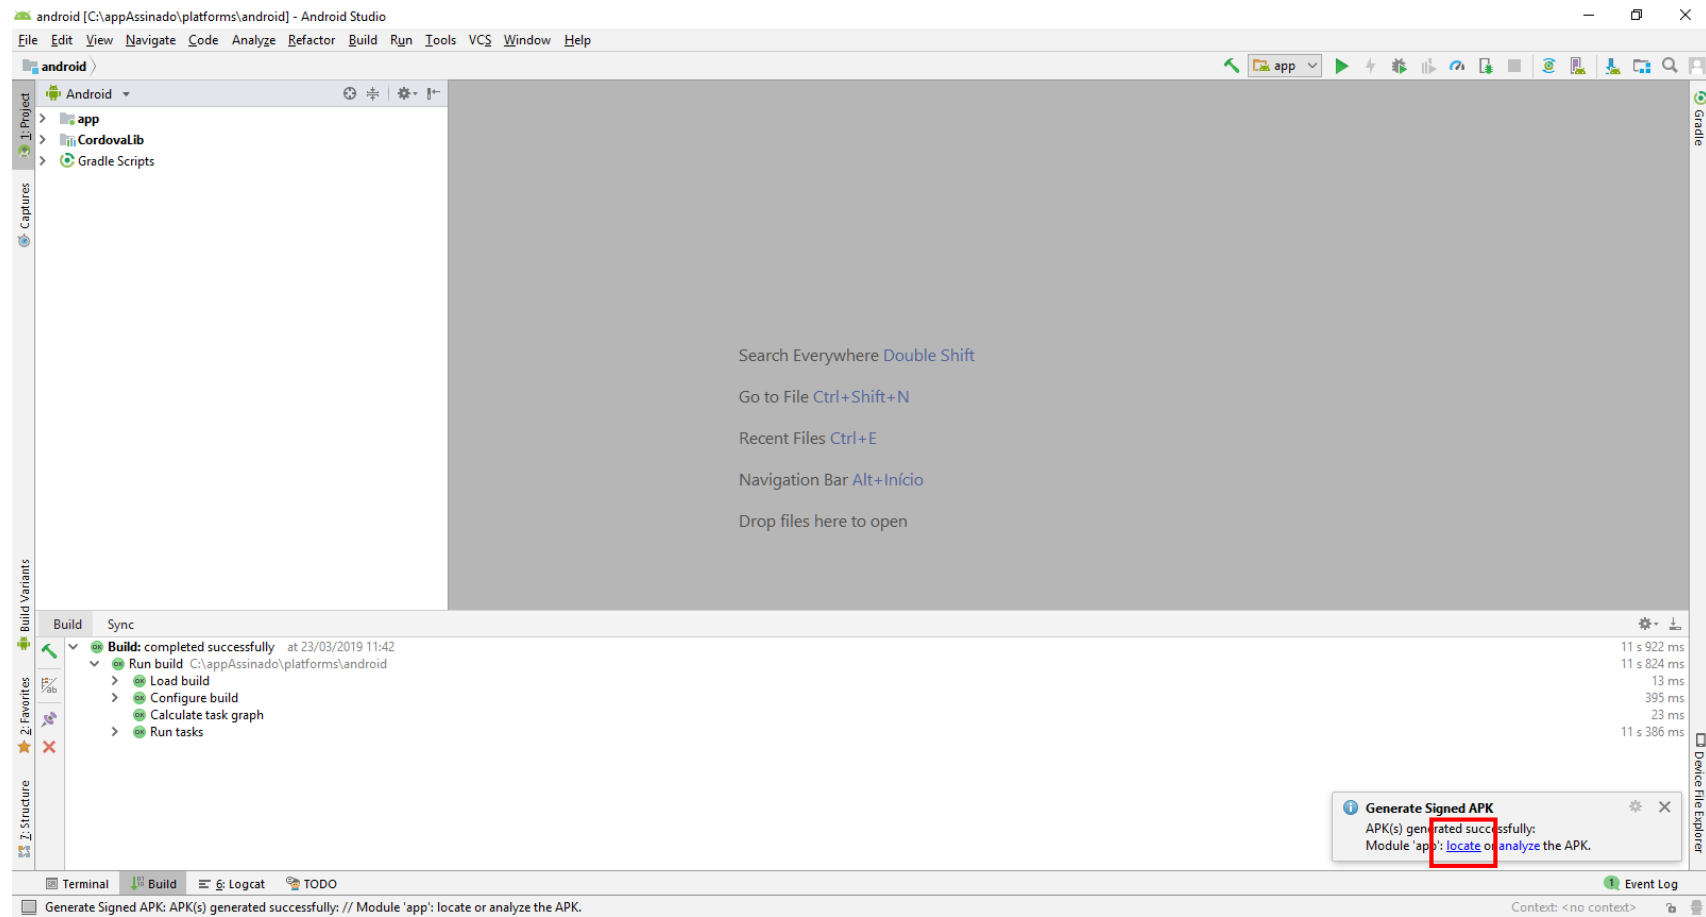 android [C:\appAssinado\platforms\android] - Android Studio
File Edit View Navigate Code Analyze Refactor Build Run Tools VCS Window Help
android
app
Android
1: Project
app
CordovaLib
Gradle Scripts
Captures
Gradle
Search Everywhere Double Shift
Go to File Ctrl+Shift+N
Recent Files Ctrl+E
Navigation Bar Alt+Início
Drop files here to open
Build Variants
Build Sync
Build: completed successfully at 23/03/2019 11:42 11 s 922 ms
Run build C:\appAssinado\platforms\android 11 s 824 ms
Load build 13 ms
Configure build 395 ms
Calculate task graph 23 ms
Run tasks 11 s 386 ms
2: Favorites
7: Structure
Device File Explorer
Generate Signed APK
APK(s) generated successfully:
Module 'app': locate or analyze the APK.
Terminal Build 6: Logcat TODO 1 Event Log
Generate Signed APK: APK(s) generated successfully: // Module 'app': locate or analyze the APK. Context: <no context>